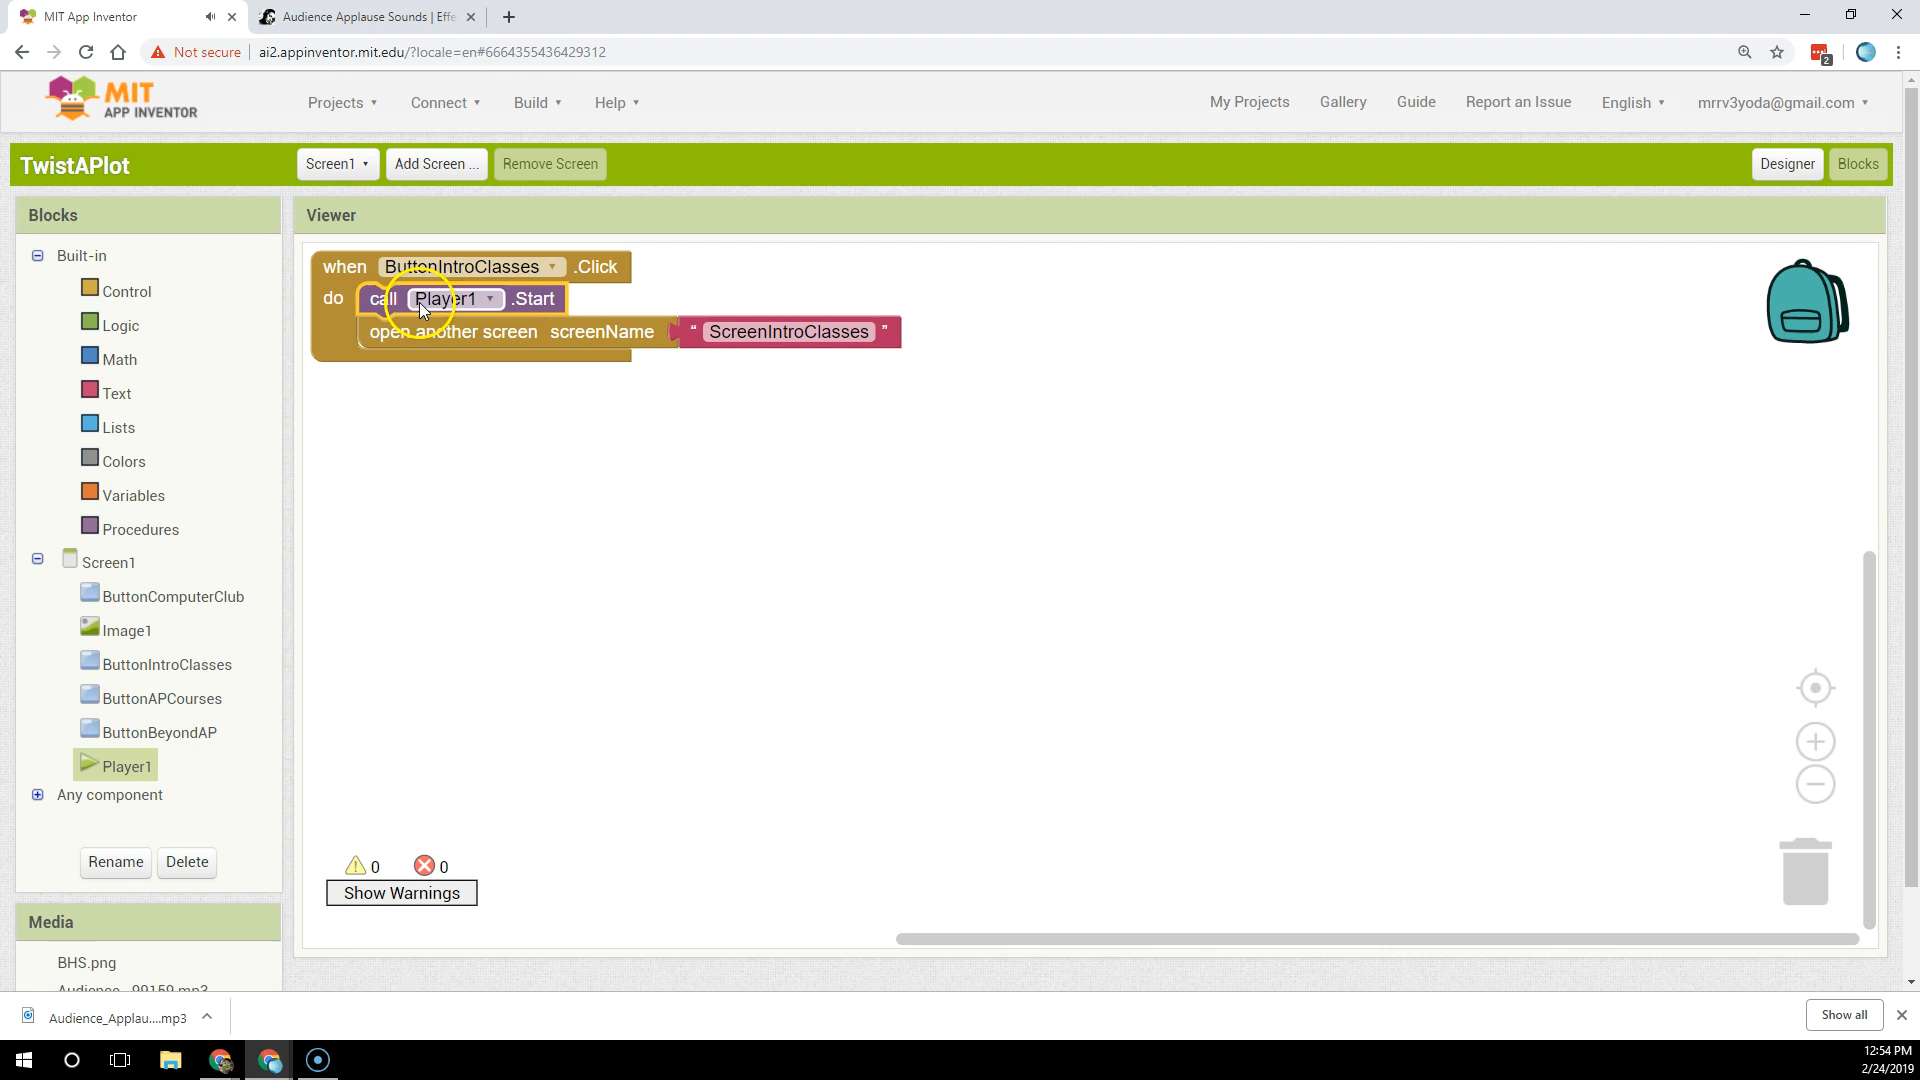 MIT App Inventor
Audience Applause Sounds | Effe
Not secure
ai2.appinventor.mit.edu/?locale=en#6664355436429312
2
MIT
APP INVENTOR
Projects
Connect
Build
Help
My Projects
Gallery
Guide
Report an Issue
English
mrrv3yoda@gmail.com
TwistAPlot
Screen1
Add Screen ...
Remove Screen
Designer
Blocks
Blocks
Viewer
Built-in
Control
Logic
Math
Text
Lists
Colors
Variables
Procedures
Screen1
ButtonComputerClub
Image1
ButtonIntroClasses
ButtonAPCourses
ButtonBeyondAP
Player1
Any component
Rename
Delete
when ButtonIntroClasses .Click
do call Player1 .Start
open another screen screenName “ ScreenIntroClasses ”
0
0
Show Warnings
Media
BHS.png
Audience...99159.mp3
Audience_Applau....mp3
Show all
12:54 PM
2/24/2019